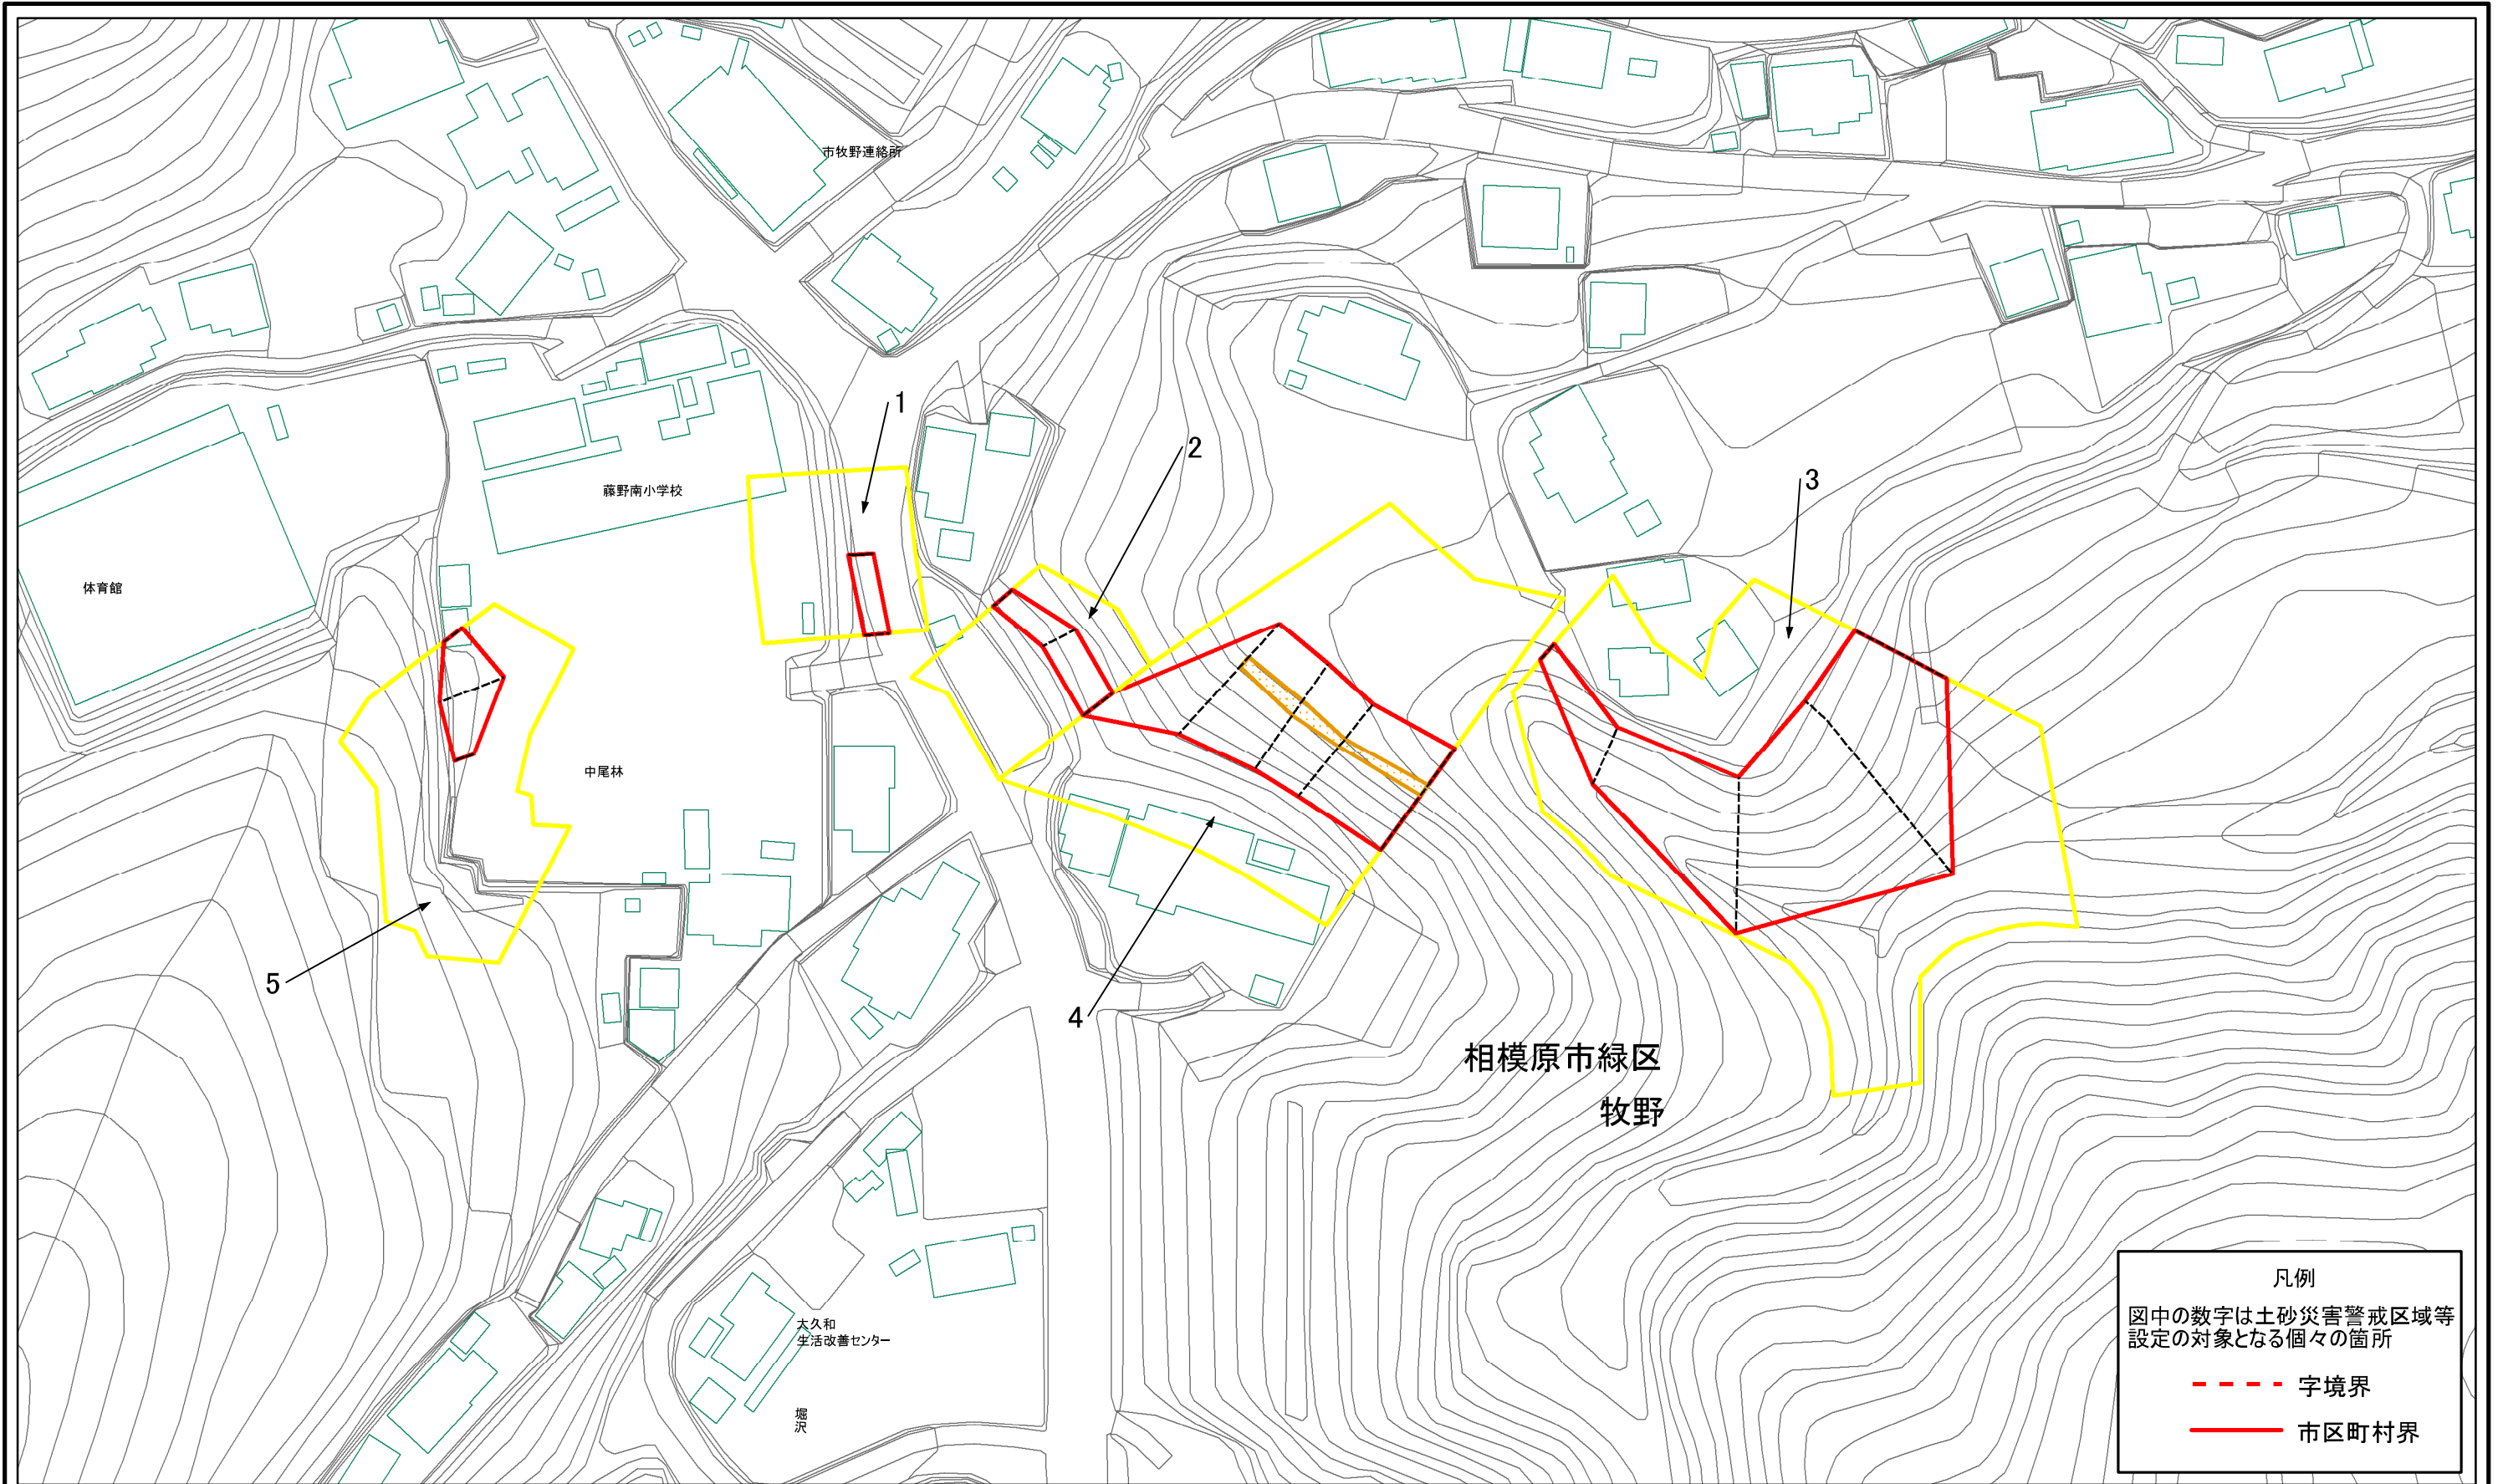 市牧野連絡所
1
2
3
藤野南小学校
体育館
中尾林
5
4
相模原市緑区
牧野
大久和
生活改善センター
堀
沢
凡例
図中の数字は土砂災害警戒区域等
設定の対象となる個々の箇所
字境界
市区町村界